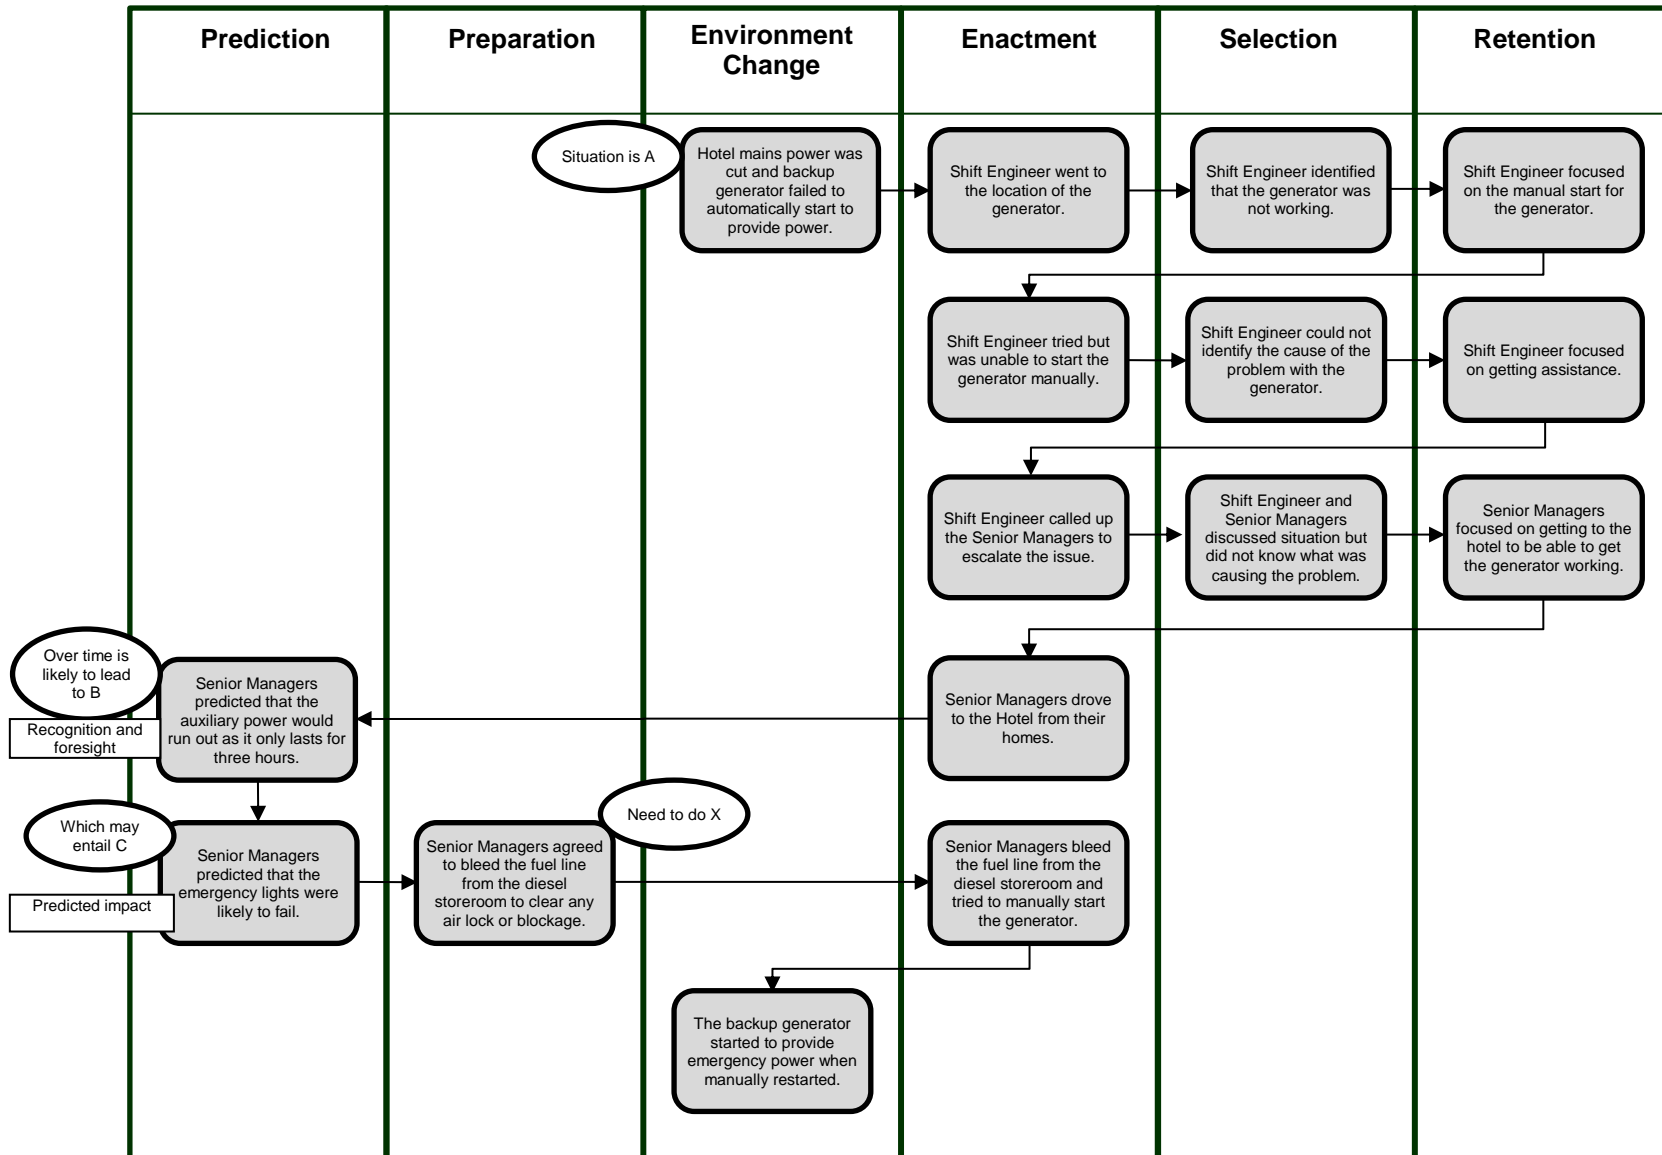 Prediction
Preparation
Environment
Change
Enactment
Selection
Retention
Situation is A
Hotel mains power was
cut and backup
generator failed to
automatically start to
provide power.
Shift Engineer went to
the location of the
generator.
Shift Engineer identified
that the generator was
not working.
Shift Engineer focused
on the manual start for
the generator.
Shift Engineer tried but
was unable to start the
generator manually.
Shift Engineer could not
identify the cause of the
problem with the
generator.
Shift Engineer focused
on getting assistance.
Shift Engineer called up
the Senior Managers to
escalate the issue.
Shift Engineer and
Senior Managers
discussed situation but
did not know what was
causing the problem.
Senior Managers
focused on getting to the
hotel to be able to get
the generator working.
Over time is
likely to lead
to B
Recognition and
foresight
Senior Managers
predicted that the
auxiliary power would
run out as it only lasts for
three hours.
Senior Managers drove
to the Hotel from their
homes.
Which may
entail C
Predicted impact
Senior Managers
predicted that the
emergency lights were
likely to fail.
Need to do X
Senior Managers agreed
to bleed the fuel line
from the diesel
storeroom to clear any
air lock or blockage.
Senior Managers bleed
the fuel line from the
diesel storeroom and
tried to manually start
the generator.
The backup generator
started to provide
emergency power when
manually restarted.